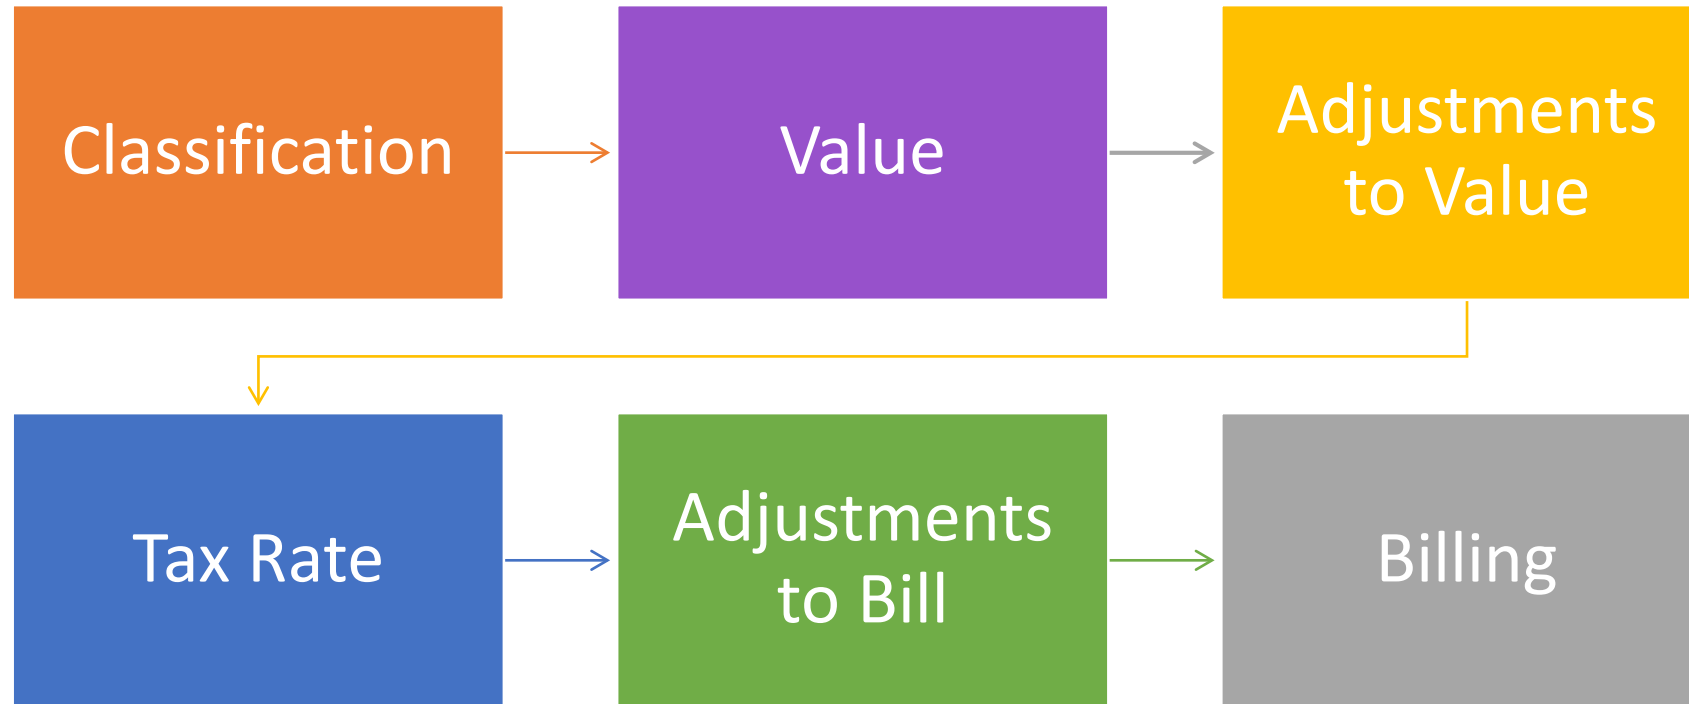 Classification
Value
Adjustments
to Value
Tax Rate
Adjustments
to Bill
Billing